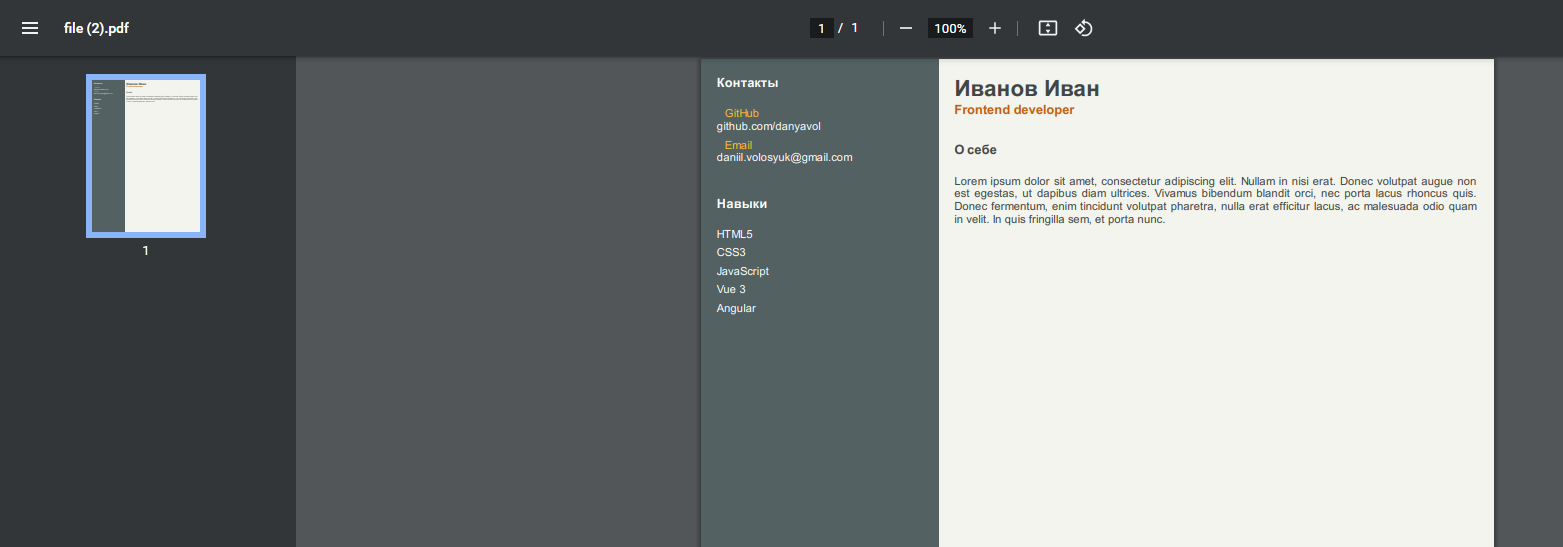 file (2).pdf
1 / 1
100%
1
Контакты
GitHub
github.com/danyavol
Email
daniil.volosyuk@gmail.com
Навыки
HTML5
CSS3
JavaScript
Vue 3
Angular
Иванов Иван
Frontend developer
О себе
Lorem ipsum dolor sit amet, consectetur adipiscing elit. Nullam in nisi erat. Donec volutpat augue non
est egestas, ut dapibus diam ultrices. Vivamus bibendum blandit orci, nec porta lacus rhoncus quis.
Donec fermentum, enim tincidunt volutpat pharetra, nulla erat efficitur lacus, ac malesuada odio quam
in velit. In quis fringilla sem, et porta nunc.